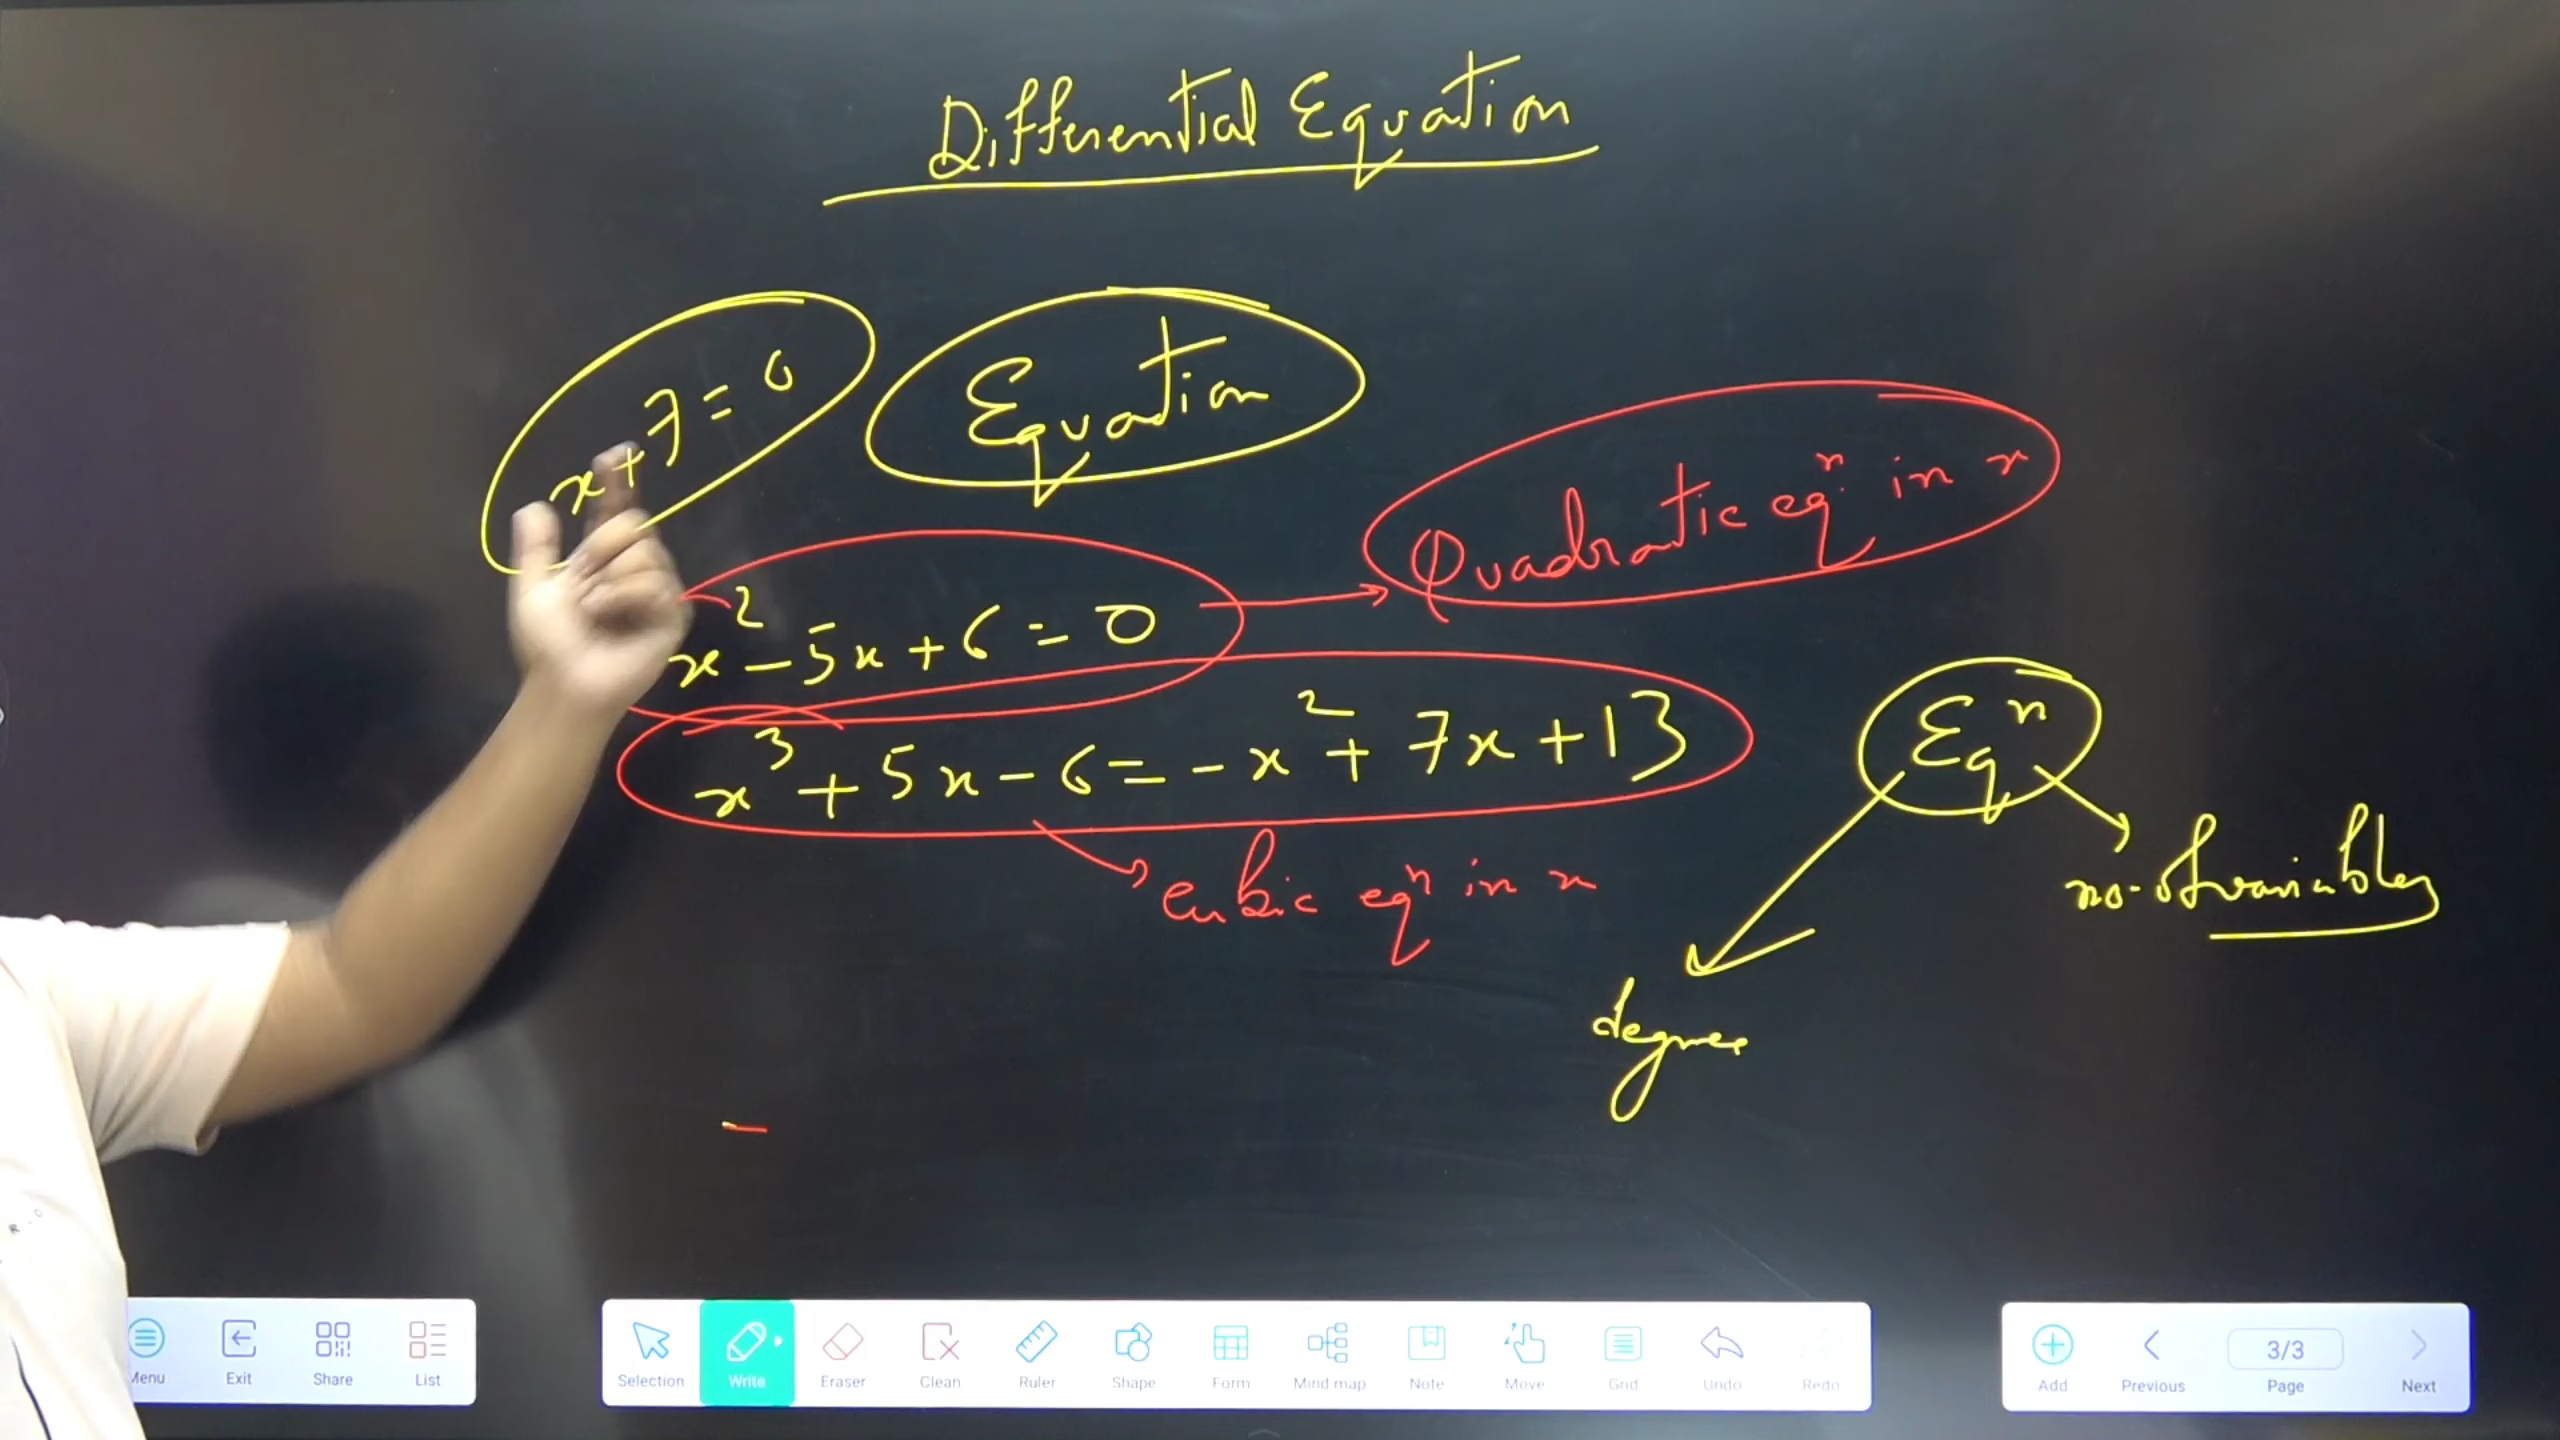 Differential Equation
x+7=0
Equation
Quadratic eqⁿ in x
x²-5x+6=0
x³+5x-6=-x²+7x+13
Eqⁿ
cubic eqⁿ in x
no. of variables
degree
R.O
Menu
Exit
Share
List
Selection
Write
Eraser
Clean
Ruler
Shape
Form
Mind map
Note
Move
Grid
Undo
Redo
Add
Previous
3/3
Page
Next